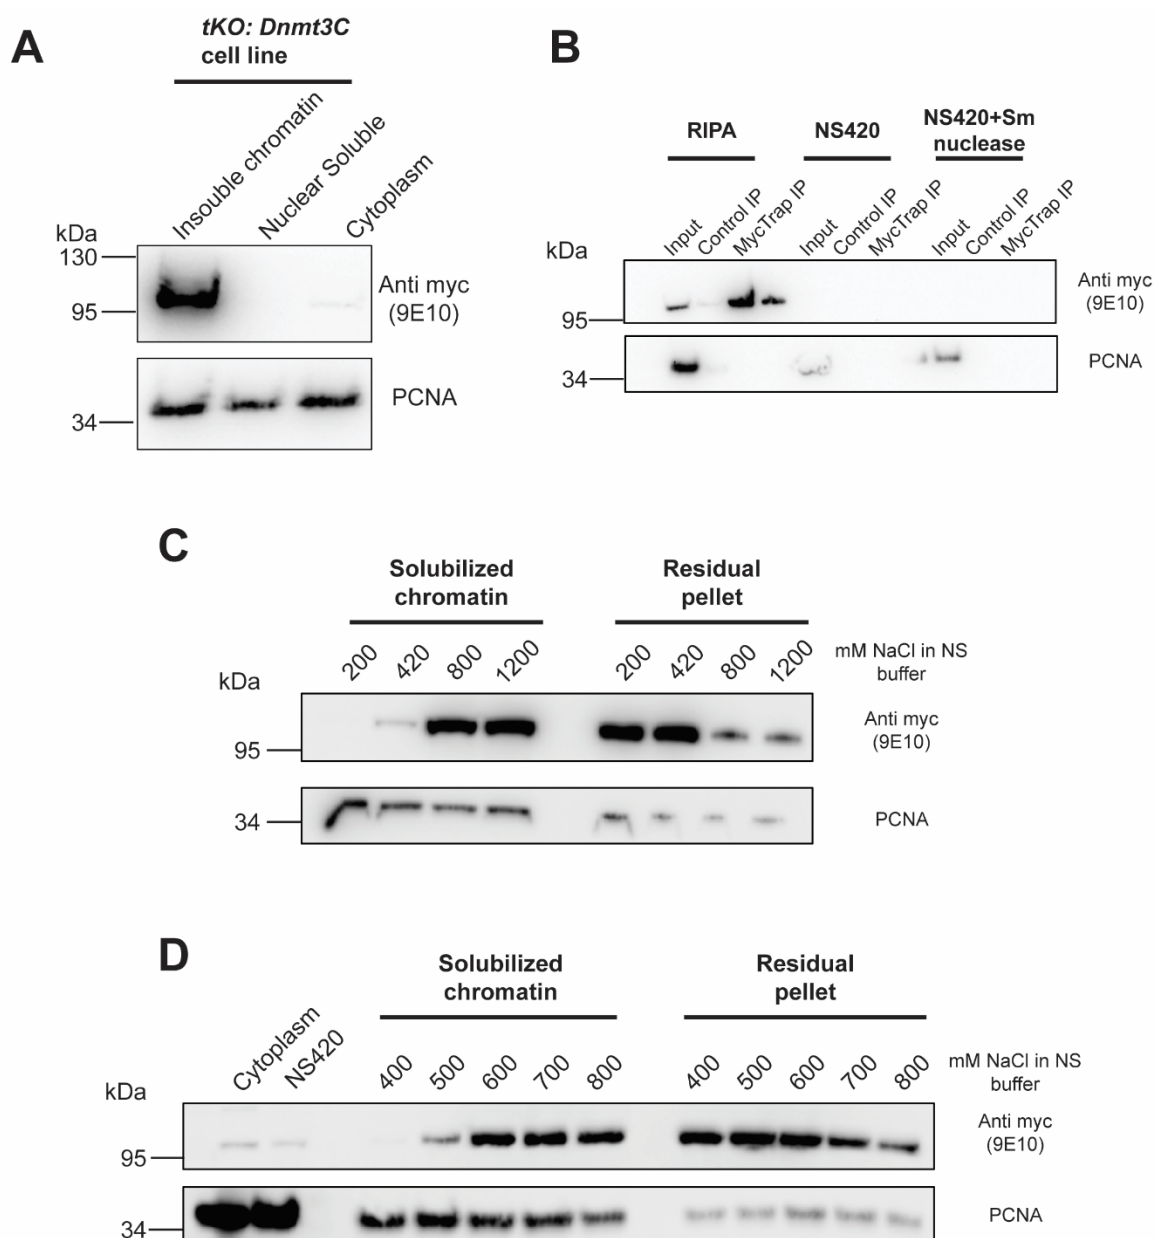 A
tKO: Dnmt3C
cell line
Insouble chromatin
Nuclear Soluble
Cytoplasm
kDa
130
95
Anti myc
(9E10)
34
PCNA
B
RIPA
NS420
NS420+Sm
nuclease
Input
Control IP
MycTrap IP
Input
Control IP
MycTrap IP
Input
Control IP
MycTrap IP
kDa
95
Anti myc
(9E10)
34
PCNA
C
Solubilized
chromatin
Residual
pellet
200 420 800 1200
200 420 800 1200
mM NaCl in NS
buffer
kDa
95
Anti myc
(9E10)
34
PCNA
D
Solubilized
chromatin
Residual
pellet
Cytoplasm
NS420
400 500 600 700 800
400 500 600 700 800
mM NaCl in NS
buffer
kDa
95
Anti myc
(9E10)
34
PCNA